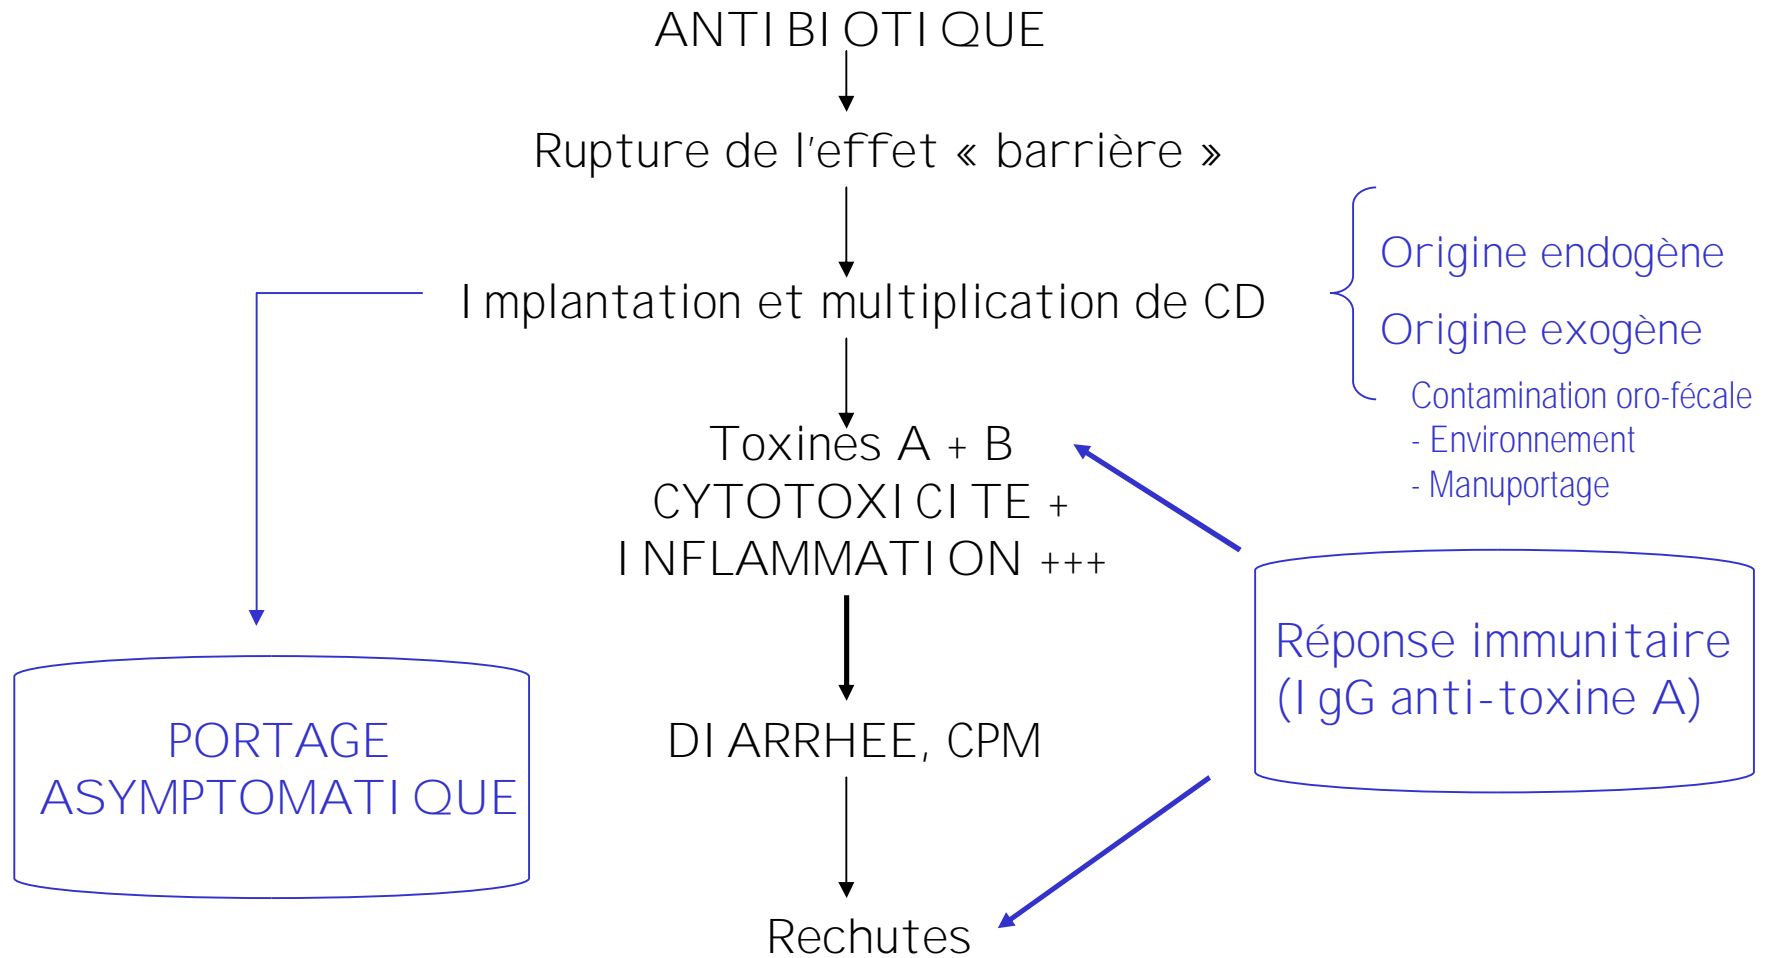 ANTIBIOTIQUE
Rupture de l'effet « barrière »
Implantation et multiplication de CD
Origine endogène
Origine exogène
Contamination oro-fécale
- Environnement
- Manuportage
Toxines A + B
CYTOTOXICITE +
INFLAMMATION +++
Réponse immunitaire
(IgG anti-toxine A)
PORTAGE
ASYMPTOMATIQUE
DIARRHEE, CPM
Rechutes